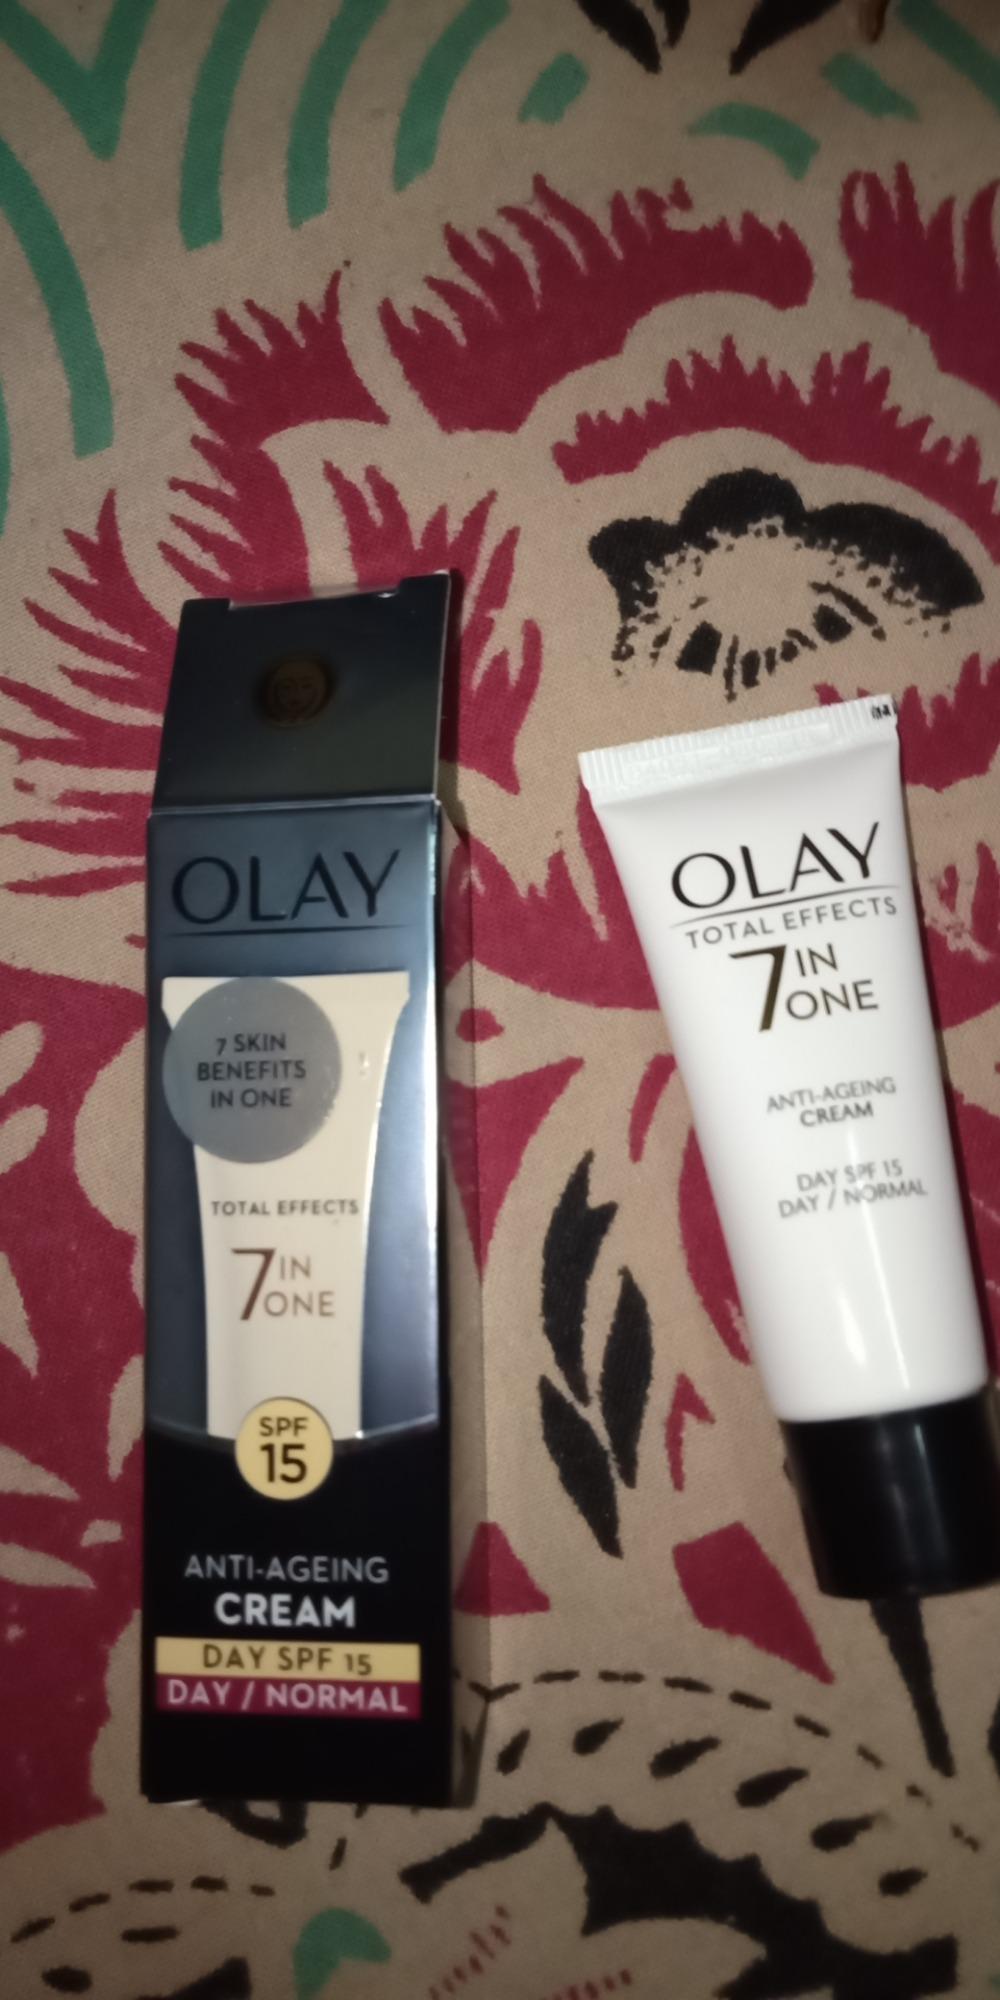 OLAY
7 SKIN
BENEFITS
IN ONE
TOTAL EFFECTS
7 IN
ONE
SPF
15
ANTI-AGEING
CREAM
DAY SPF 15
DAY / NORMAL
OLAY
TOTAL EFFECTS
7 IN
ONE
ANTI-AGEING
CREAM
DAY SPF 15
DAY / NORMAL